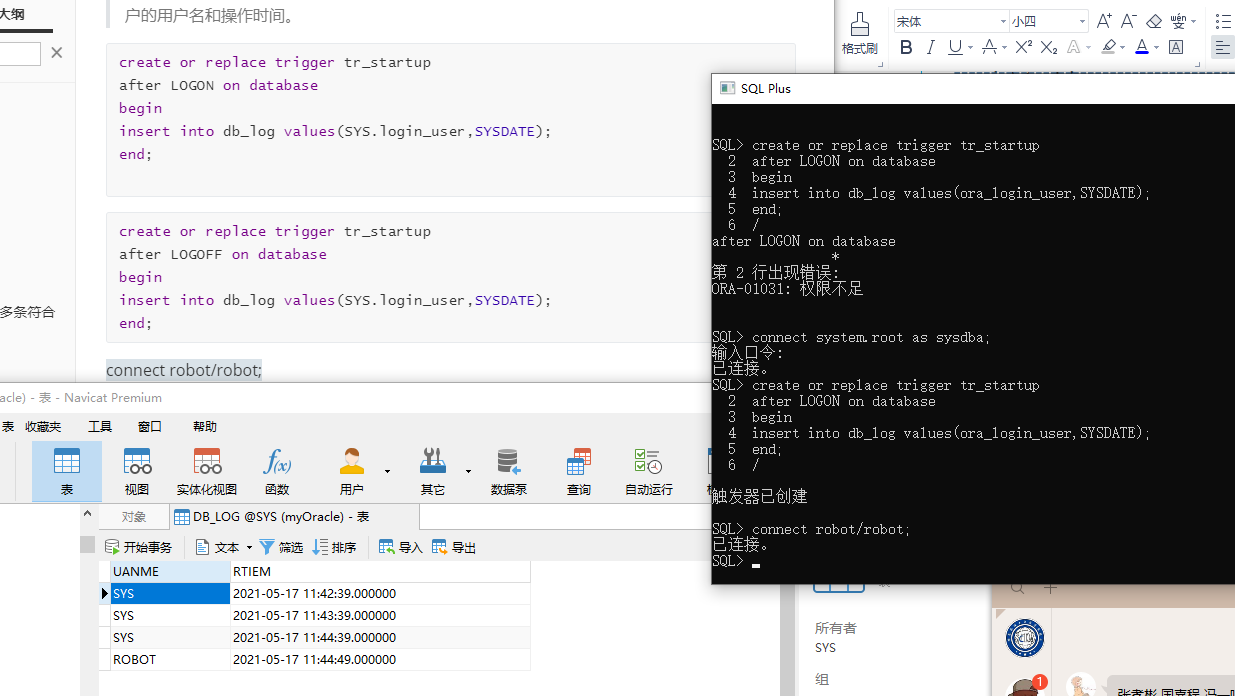 大纲
多条符合
户的用户名和操作时间。
create or replace trigger tr_startup
after LOGON on database
begin
insert into db_log values(SYS.login_user,SYSDATE);
end;
create or replace trigger tr_startup
after LOGOFF on database
begin
insert into db_log values(SYS.login_user,SYSDATE);
end;
connect robot/robot;
格式刷
宋体
小四
B I U A X² X₂ A A A
SQL Plus
SQL> create or replace trigger tr_startup
2 after LOGON on database
3 begin
4 insert into db_log values(ora_login_user,SYSDATE);
5 end;
6 /
after LOGON on database
*
第 2 行出现错误:
ORA-01031: 权限不足
SQL> connect system.root as sysdba;
输入口令:
已连接。
SQL> create or replace trigger tr_startup
2 after LOGON on database
3 begin
4 insert into db_log values(ora_login_user,SYSDATE);
5 end;
6 /
触发器已创建
SQL> connect robot/robot;
已连接。
SQL>
acle) - 表 - Navicat Premium
表 收藏夹 工具 窗口 帮助
表 视图 实体化视图 函数 用户 其它 数据泵 查询 自动运行
对象 DB_LOG @SYS (myOracle) - 表
开始事务 文本 筛选 排序 导入 导出
UANME RTIEM
SYS 2021-05-17 11:42:39.000000
SYS 2021-05-17 11:43:39.000000
SYS 2021-05-17 11:44:39.000000
ROBOT 2021-05-17 11:44:49.000000
所有者
SYS
组
1